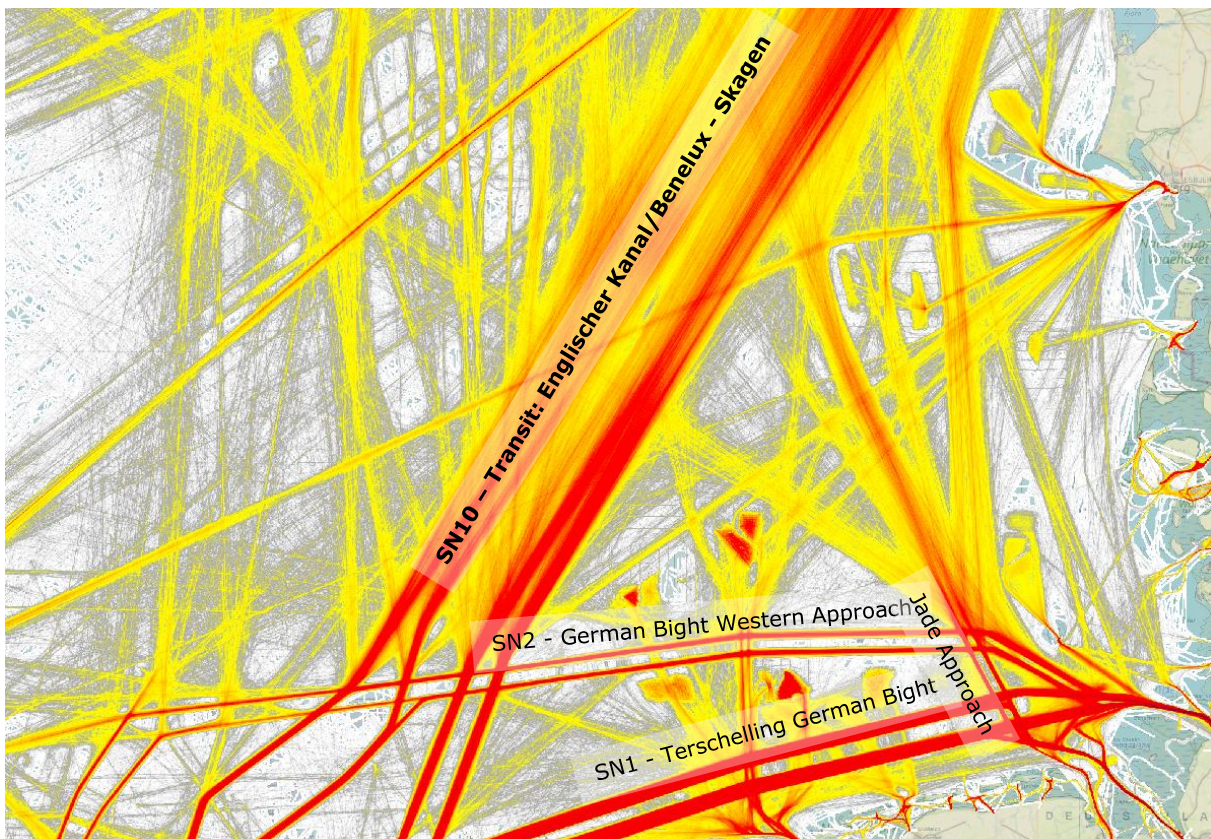 SN10 – Transit: Englischer Kanal/Benelux - Skagen
SN2 - German Bight Western Approach
Jade Approach
SN1 - Terschelling German Bight